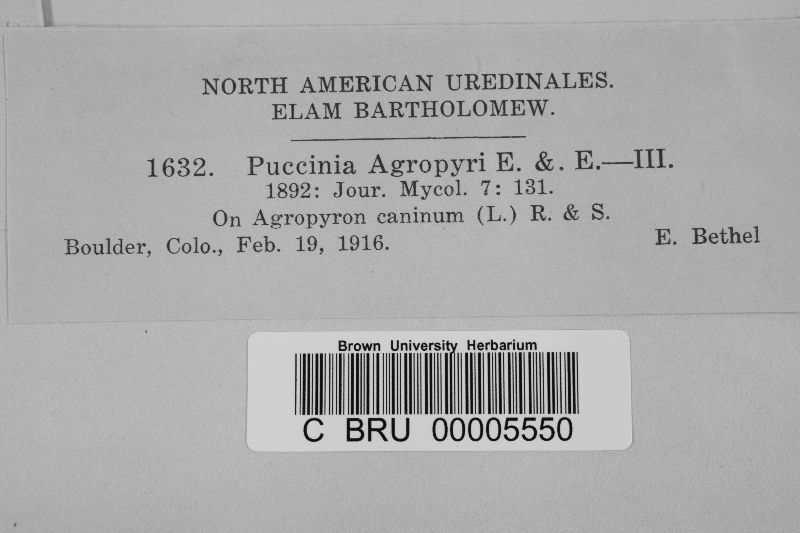 NORTH AMERICAN UREDINALES.
ELAM BARTHOLOMEW.
1632. Puccinia Agropyri E. &. E.—III.
1892: Jour. Mycol. 7: 131.
On Agropyron caninum (L.) R. & S.
Boulder, Colo., Feb. 19, 1916. E. Bethel
Brown University Herbarium
C BRU 00005550